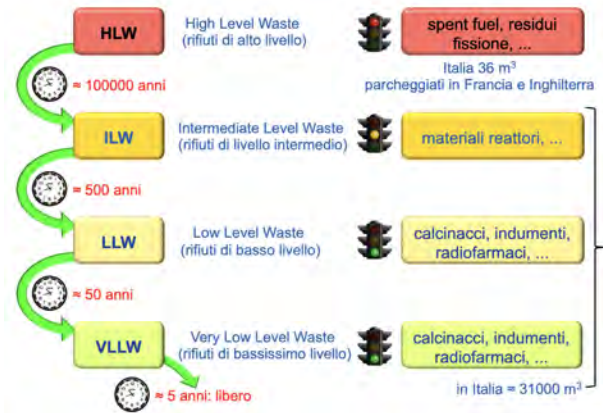 HLW
High Level Waste
(rifiuti di alto livello)
spent fuel, residui
fissione, ...
Italia 36 m³
parcheggiati in Francia e Inghilterra
≈ 100000 anni
ILW
Intermediate Level Waste
(rifiuti di livello intermedio)
materiali reattori, ...
≈ 500 anni
LLW
Low Level Waste
(rifiuti di basso livello)
calcinacci, indumenti,
radiofarmaci, ...
≈ 50 anni
VLLW
Very Low Level Waste
(rifiuti di bassissimo livello)
calcinacci, indumenti,
radiofarmaci, ...
≈ 5 anni: libero
in Italia = 31000 m³